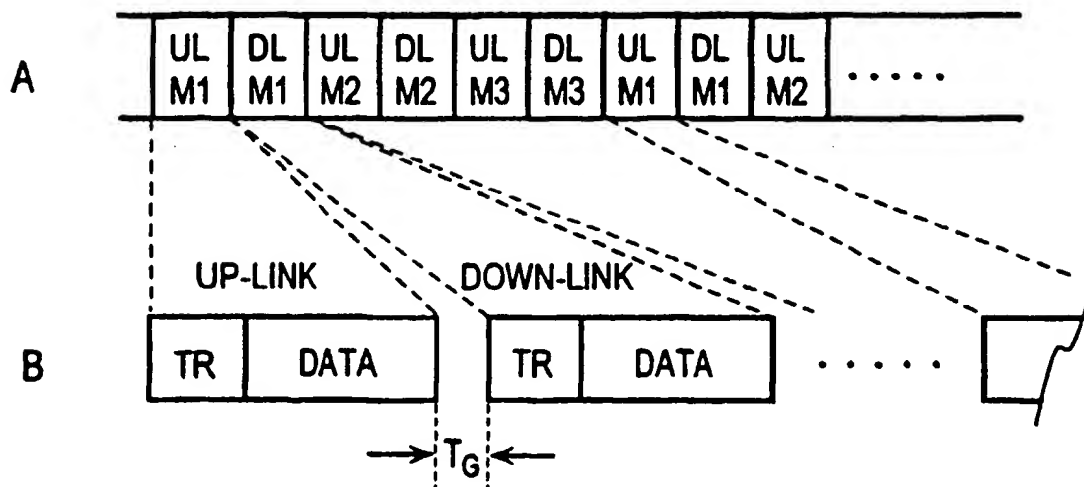 A
UL M1 DL M1 UL M2 DL M2 UL M3 DL M3 UL M1 DL M1 UL M2 .....
UP-LINK DOWN-LINK
B
TR DATA TR DATA .....
TG